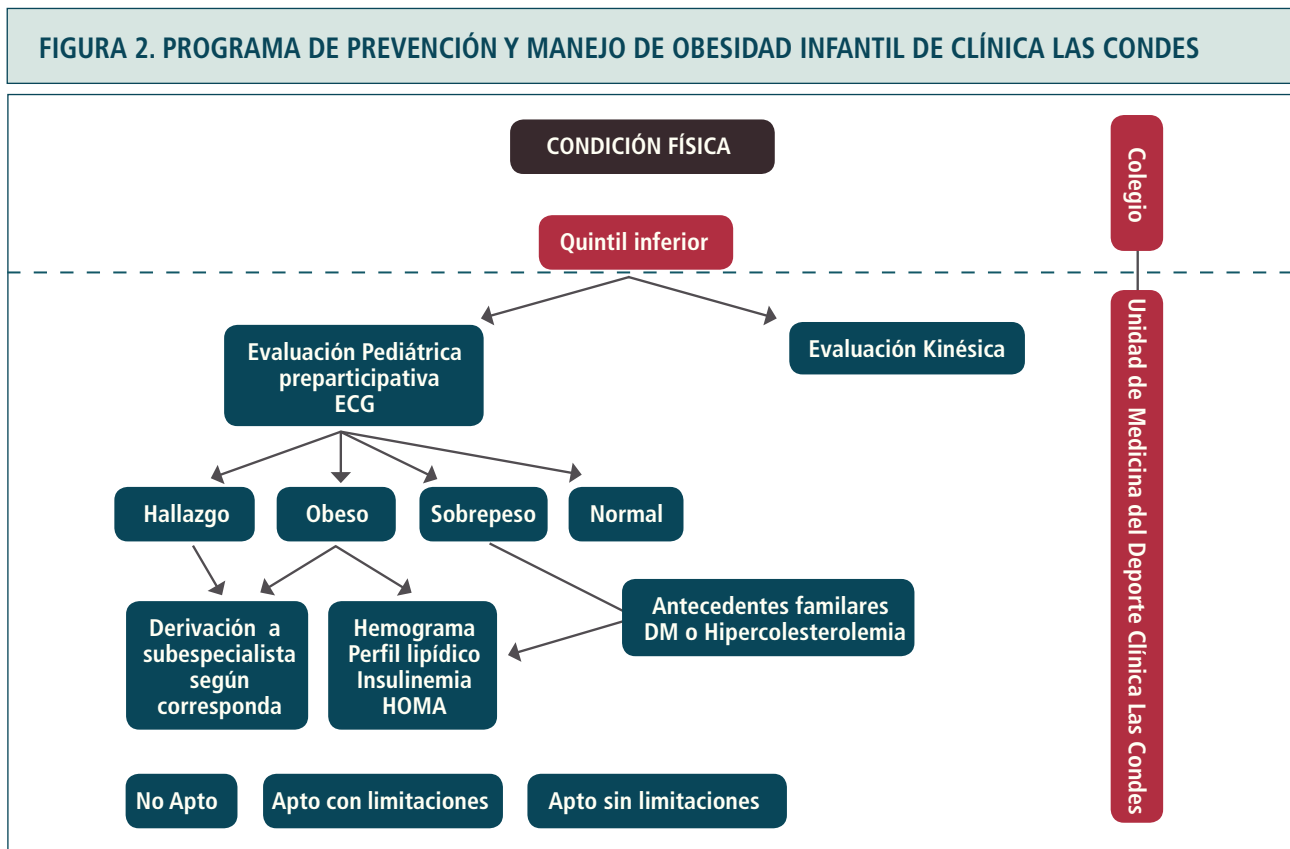 FIGURA 2. PROGRAMA DE PREVENCIÓN Y MANEJO DE OBESIDAD INFANTIL DE CLÍNICA LAS CONDES
CONDICIÓN FÍSICA
Colegio
Quintil inferior
Unidad de Medicina del Deporte Clínica Las Condes
Evaluación Pediátrica
preparticipativa
ECG
Evaluación Kinésica
Hallazgo
Obeso
Sobrepeso
Normal
Derivación a
subespecialista
según
corresponda
Hemograma
Perfil lipídico
Insulinemia
HOMA
Antecedentes familares
DM o Hipercolesterolemia
No Apto
Apto con limitaciones
Apto sin limitaciones